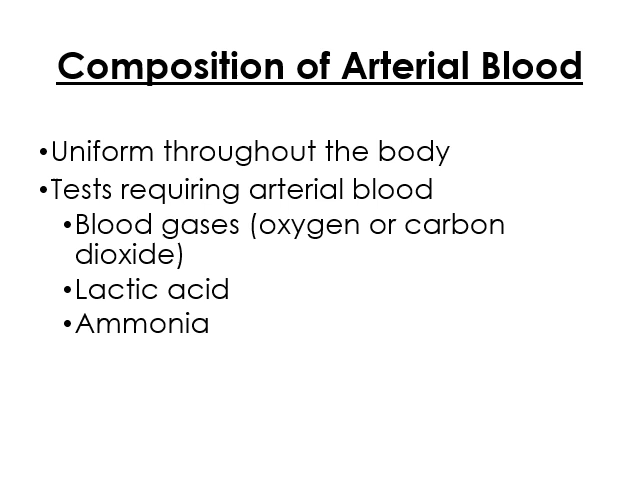 Composition of Arterial Blood
•Uniform throughout the body
•Tests requiring arterial blood
•Blood gases (oxygen or carbon
dioxide)
•Lactic acid
•Ammonia